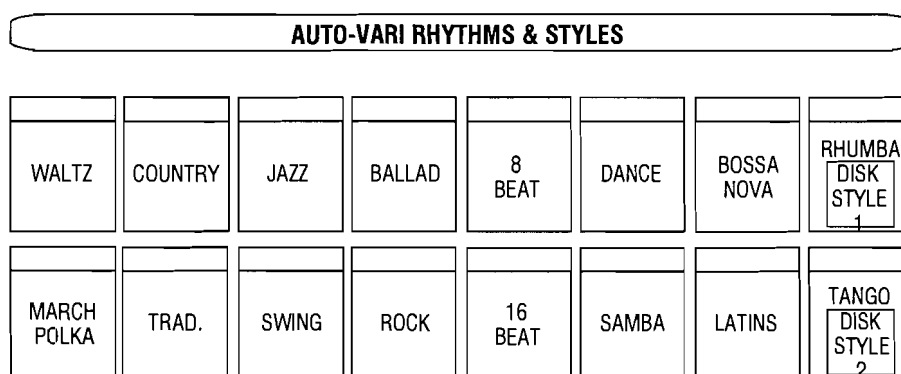 AUTO-VARI RHYTHMS & STYLES
WALTZ
COUNTRY
JAZZ
BALLAD
8
BEAT
DANCE
BOSSA
NOVA
RHUMBA
DISK
STYLE
1
MARCH
POLKA
TRAD.
SWING
ROCK
16
BEAT
SAMBA
LATINS
TANGO
DISK
STYLE
2